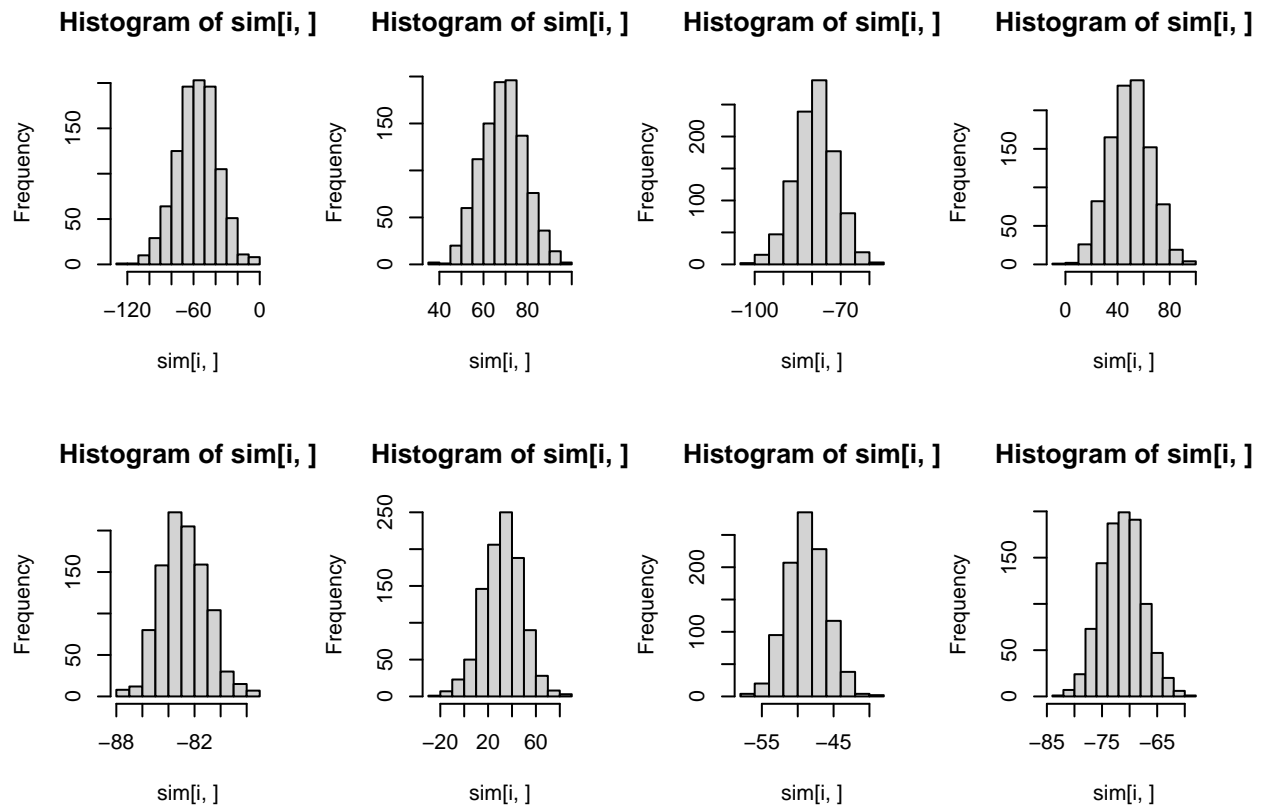 Histogram of sim[i, ] Histogram of sim[i, ] Histogram of sim[i, ] Histogram of sim[i, ]
Frequency
0 50 150
−120 −60 0
sim[i, ]
Frequency
0 50 150
40 60 80
sim[i, ]
Frequency
0 100 200
−100 −70
sim[i, ]
Frequency
0 50 150
0 40 80
sim[i, ]
Histogram of sim[i, ] Histogram of sim[i, ] Histogram of sim[i, ] Histogram of sim[i, ]
Frequency
0 50 150
−88 −82
sim[i, ]
Frequency
0 50 150 250
−20 20 60
sim[i, ]
Frequency
0 100 200
−55 −45
sim[i, ]
Frequency
0 50 150
−85 −75 −65
sim[i, ]